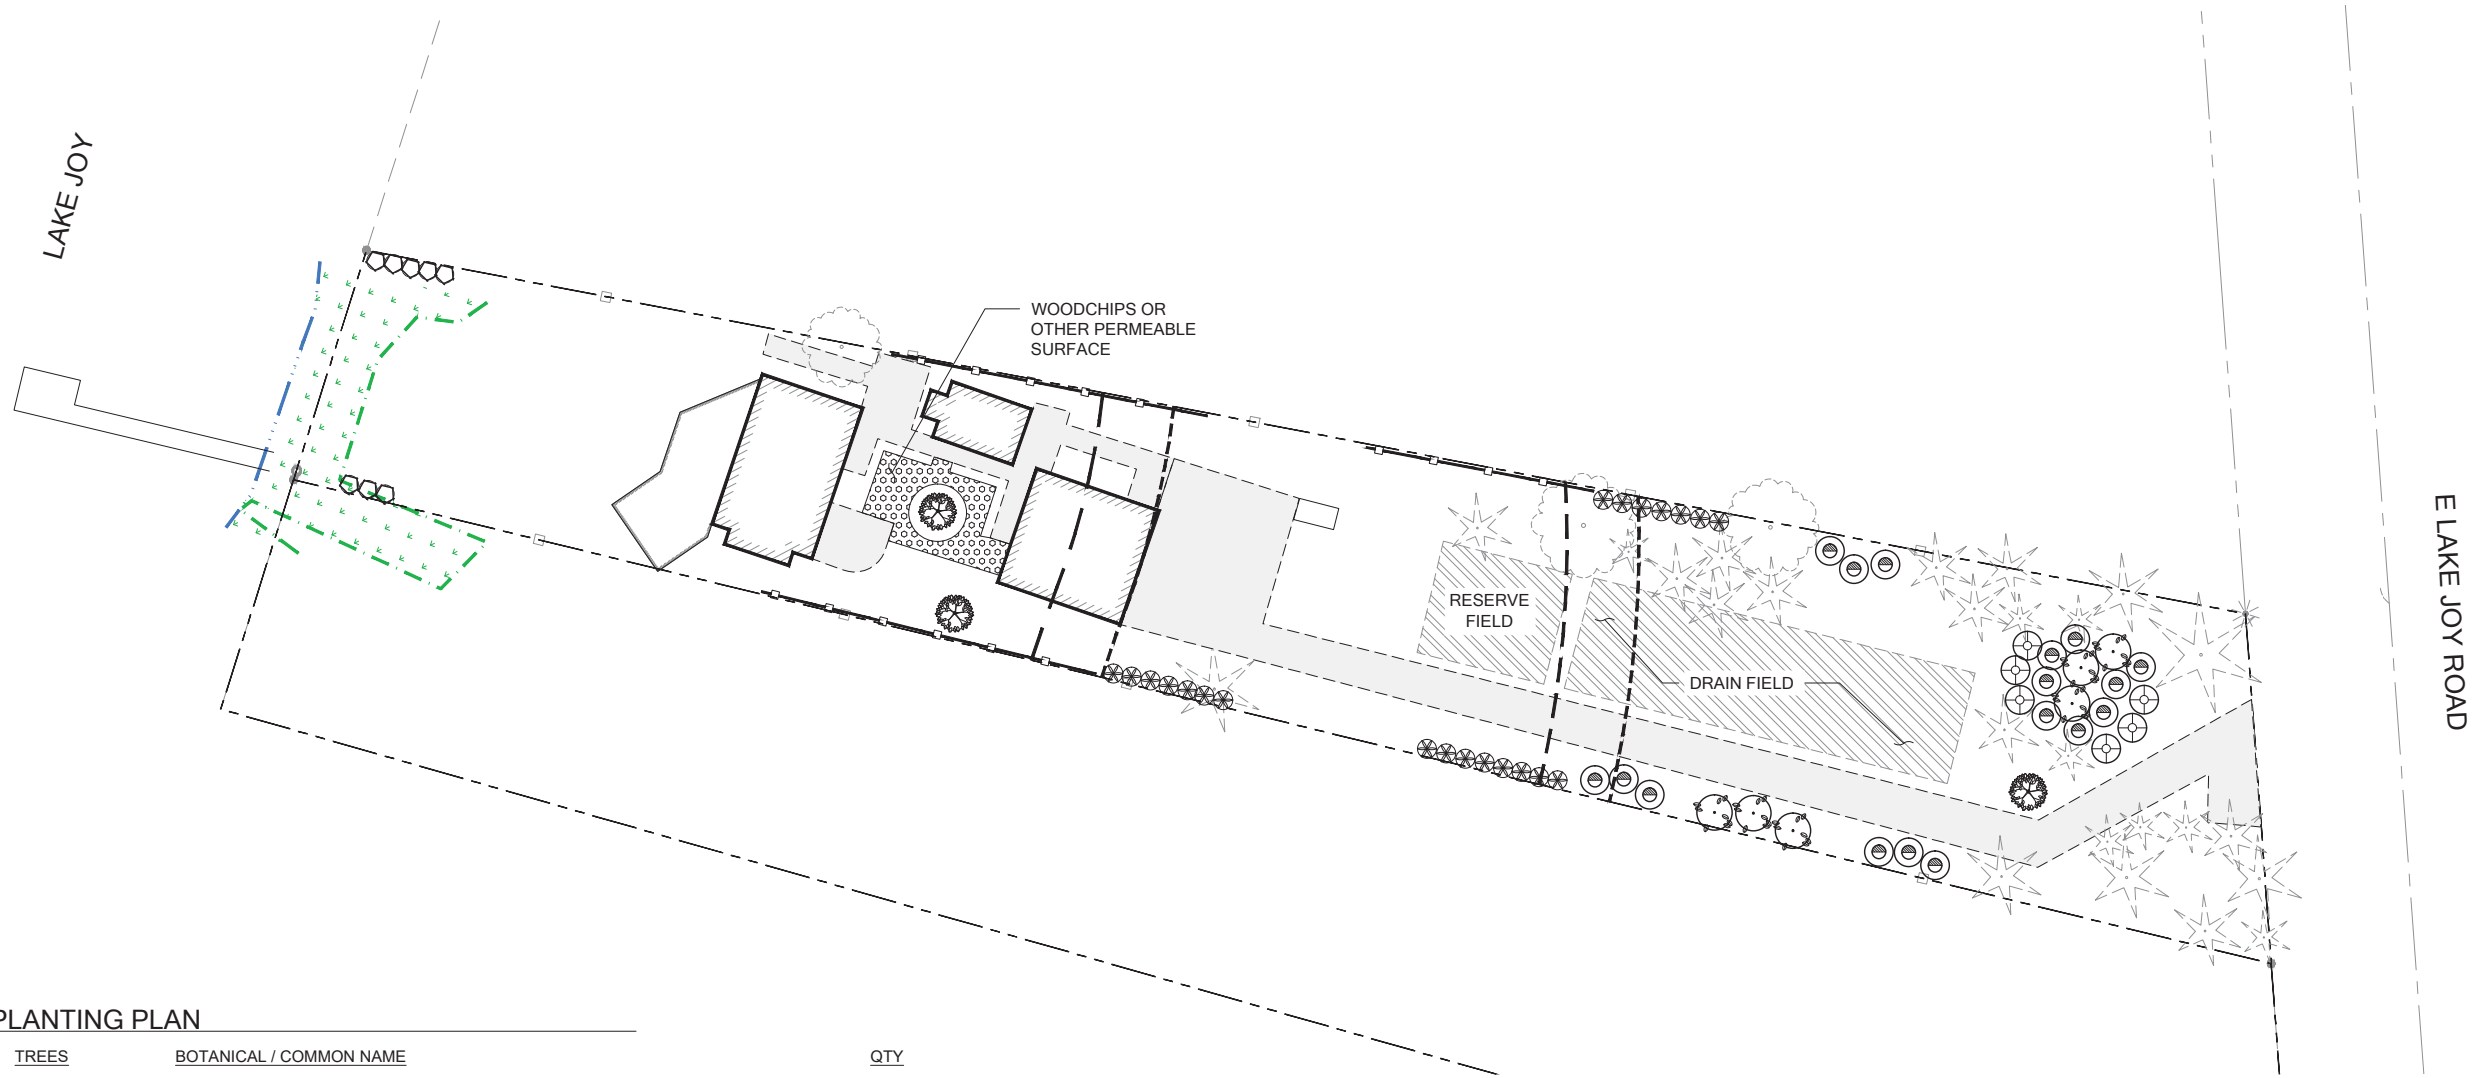 LAKE JOY
WOODCHIPS OR
OTHER PERMEABLE
SURFACE
RESERVE
FIELD
DRAIN FIELD
E LAKE JOY ROAD
PLANTING PLAN
TREES BOTANICAL / COMMON NAME QTY